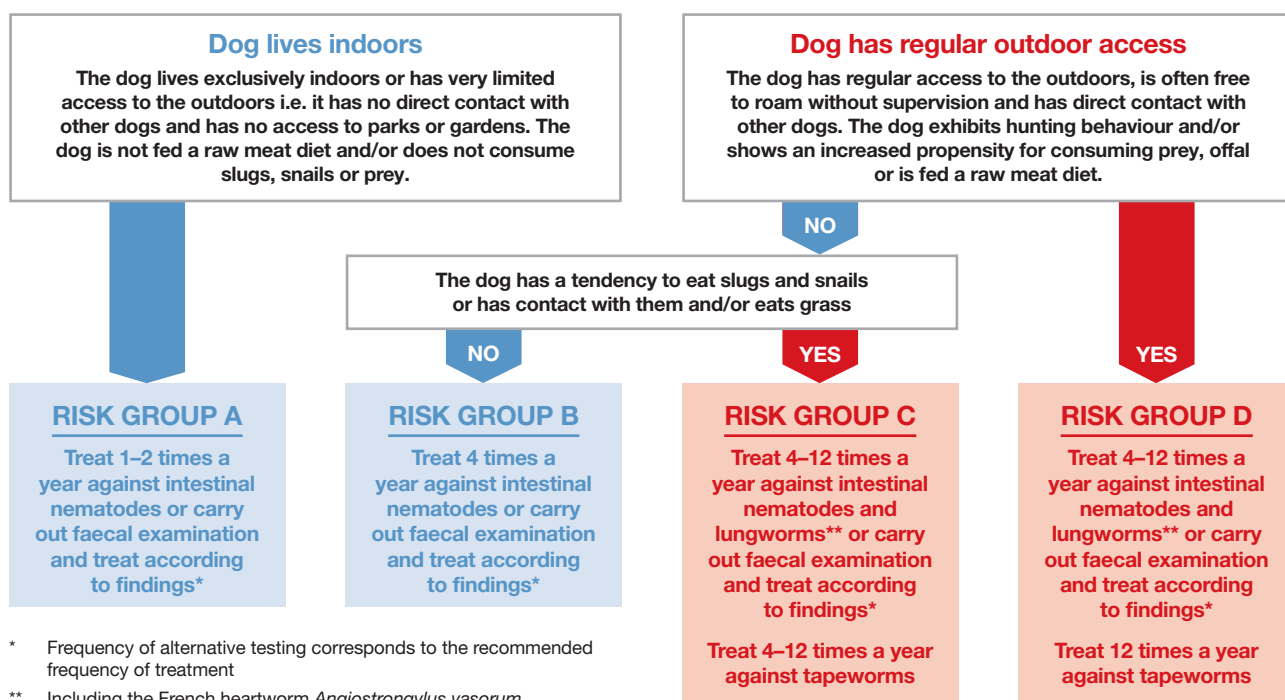 Dog lives indoors
The dog lives exclusively indoors or has very limited
access to the outdoors i.e. it has no direct contact with
other dogs and has no access to parks or gardens. The
dog is not fed a raw meat diet and/or does not consume
slugs, snails or prey.
Dog has regular outdoor access
The dog has regular access to the outdoors, is often free
to roam without supervision and has direct contact with
other dogs. The dog exhibits hunting behaviour and/or
shows an increased propensity for consuming prey, offal
or is fed a raw meat diet.
NO
The dog has a tendency to eat slugs and snails
or has contact with them and/or eats grass
NO
YES
YES
RISK GROUP A
Treat 1–2 times a
year against intestinal
nematodes or carry
out faecal examination
and treat according
to findings*
RISK GROUP B
Treat 4 times a
year against intestinal
nematodes or carry
out faecal examination
and treat according
to findings*
RISK GROUP C
Treat 4–12 times a
year against intestinal
nematodes and
lungworms** or carry
out faecal examination
and treat according
to findings*
Treat 4–12 times a year
against tapeworms
RISK GROUP D
Treat 4–12 times a
year against intestinal
nematodes and
lungworms** or carry
out faecal examination
and treat according
to findings*
Treat 12 times a year
against tapeworms
* Frequency of alternative testing corresponds to the recommended
frequency of treatment
** Including the French heartworm Angiostrongylus vasorum